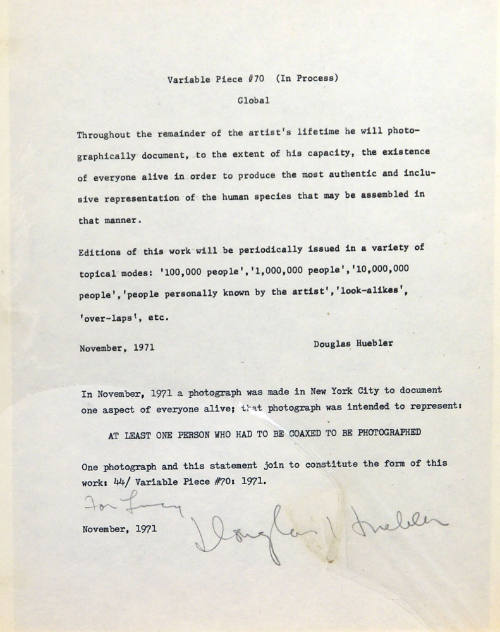 Variable Piece #70 (In Process)
Global
Throughout the remainder of the artist's lifetime he will photo-
graphically document, to the extent of his capacity, the existence
of everyone alive in order to produce the most authentic and inclu-
sive representation of the human species that may be assembled in
that manner.
Editions of this work will be periodically issued in a variety of
topical modes: '100,000 people','1,000,000 people','10,000,000
people','people personally known by the artist','look-alikes',
'over-laps', etc.
November, 1971 Douglas Huebler
In November, 1971 a photograph was made in New York City to document
one aspect of everyone alive; that photograph was intended to represent:
AT LEAST ONE PERSON WHO HAD TO BE COAXED TO BE PHOTOGRAPHED
One photograph and this statement join to constitute the form of this
work: 44/ Variable Piece #70: 1971.
For Lucy
November, 1971 Douglas Huebler